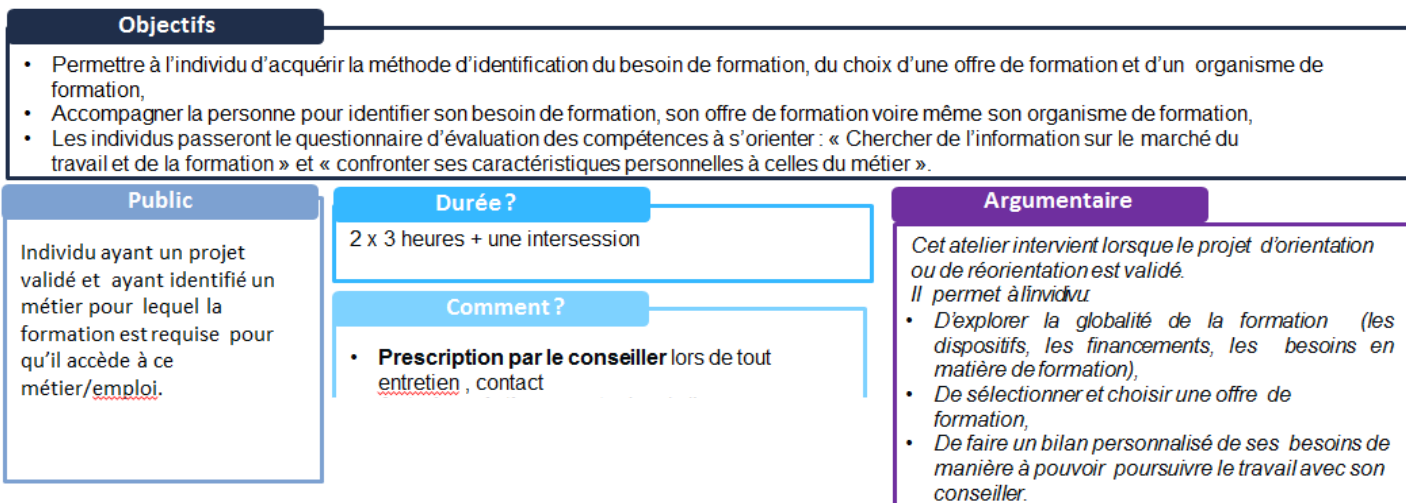 Objectifs
• Permettre à l'individu d'acquérir la méthode d'identification du besoin de formation, du choix d'une offre de formation et d'un organisme de
formation,
• Accompagner la personne pour identifier son besoin de formation, son offre de formation voire même son organisme de formation,
• Les individus passeront le questionnaire d'évaluation des compétences à s'orienter : « Chercher de l'information sur le marché du
travail et de la formation » et « confronter ses caractéristiques personnelles à celles du métier ».
Public
Individu ayant un projet
validé et ayant identifié un
métier pour lequel la
formation est requise pour
qu'il accède à ce
métier/emploi.
Durée ?
2 x 3 heures + une intersession
Comment ?
• Prescription par le conseiller lors de tout
entretien , contact
Argumentaire
Cet atelier intervient lorsque le projet d'orientation
ou de réorientation est validé.
Il permet à l'invidivu:
• D'explorer la globalité de la formation (les
dispositifs, les financements, les besoins en
matière de formation),
• De sélectionner et choisir une offre de
formation,
• De faire un bilan personnalisé de ses besoins de
manière à pouvoir poursuivre le travail avec son
conseiller.